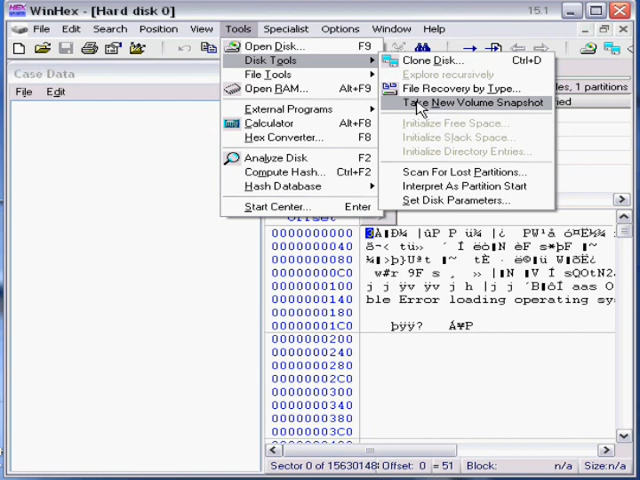 WinHex - [Hard disk 0]
15.1
File Edit Search Position View Tools Specialist Options Window Help
Case Data
File Edit
Open Disk... F9
Disk Tools
File Tools
Open RAM... Alt+F9
External Programs
Calculator Alt+F8
Hex Converter... F8
Analyze Disk F2
Compute Hash... Ctrl+F2
Hash Database
Start Center... Enter
Clone Disk... Ctrl+D
Explore recursively
File Recovery by Type...
Take New Volume Snapshot
Initialize Free Space...
Initialize Slack Space...
Initialize Directory Entries...
Scan For Lost Partitions...
Interpret As Partition Start
Set Disk Parameters...
les, 1 partitions
ied
Offset
0000000000
0000000040
0000000080
00000000C0
0000000100
0000000140 ble Error loading operating sy
0000000180
00000001C0
0000000200
0000000240
0000000280
00000002C0
0000000300
0000000340
0000000380
00000003C0
Sector 0 of 15630148 Offset: 0 = 51 Block: n/a Size: n/a